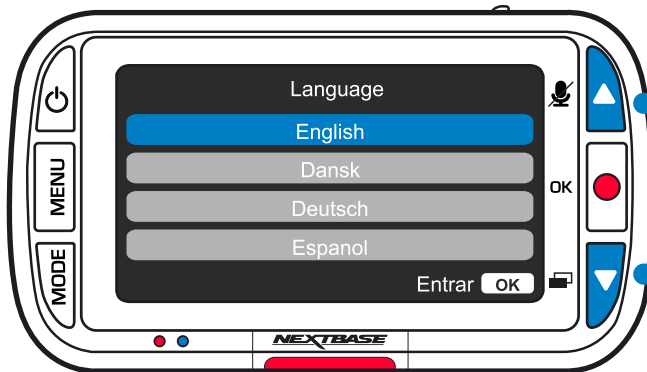 Language
English
Dansk
Deutsch
Espanol
Entrar OK
MENU
MODE
OK
NEXTBASE